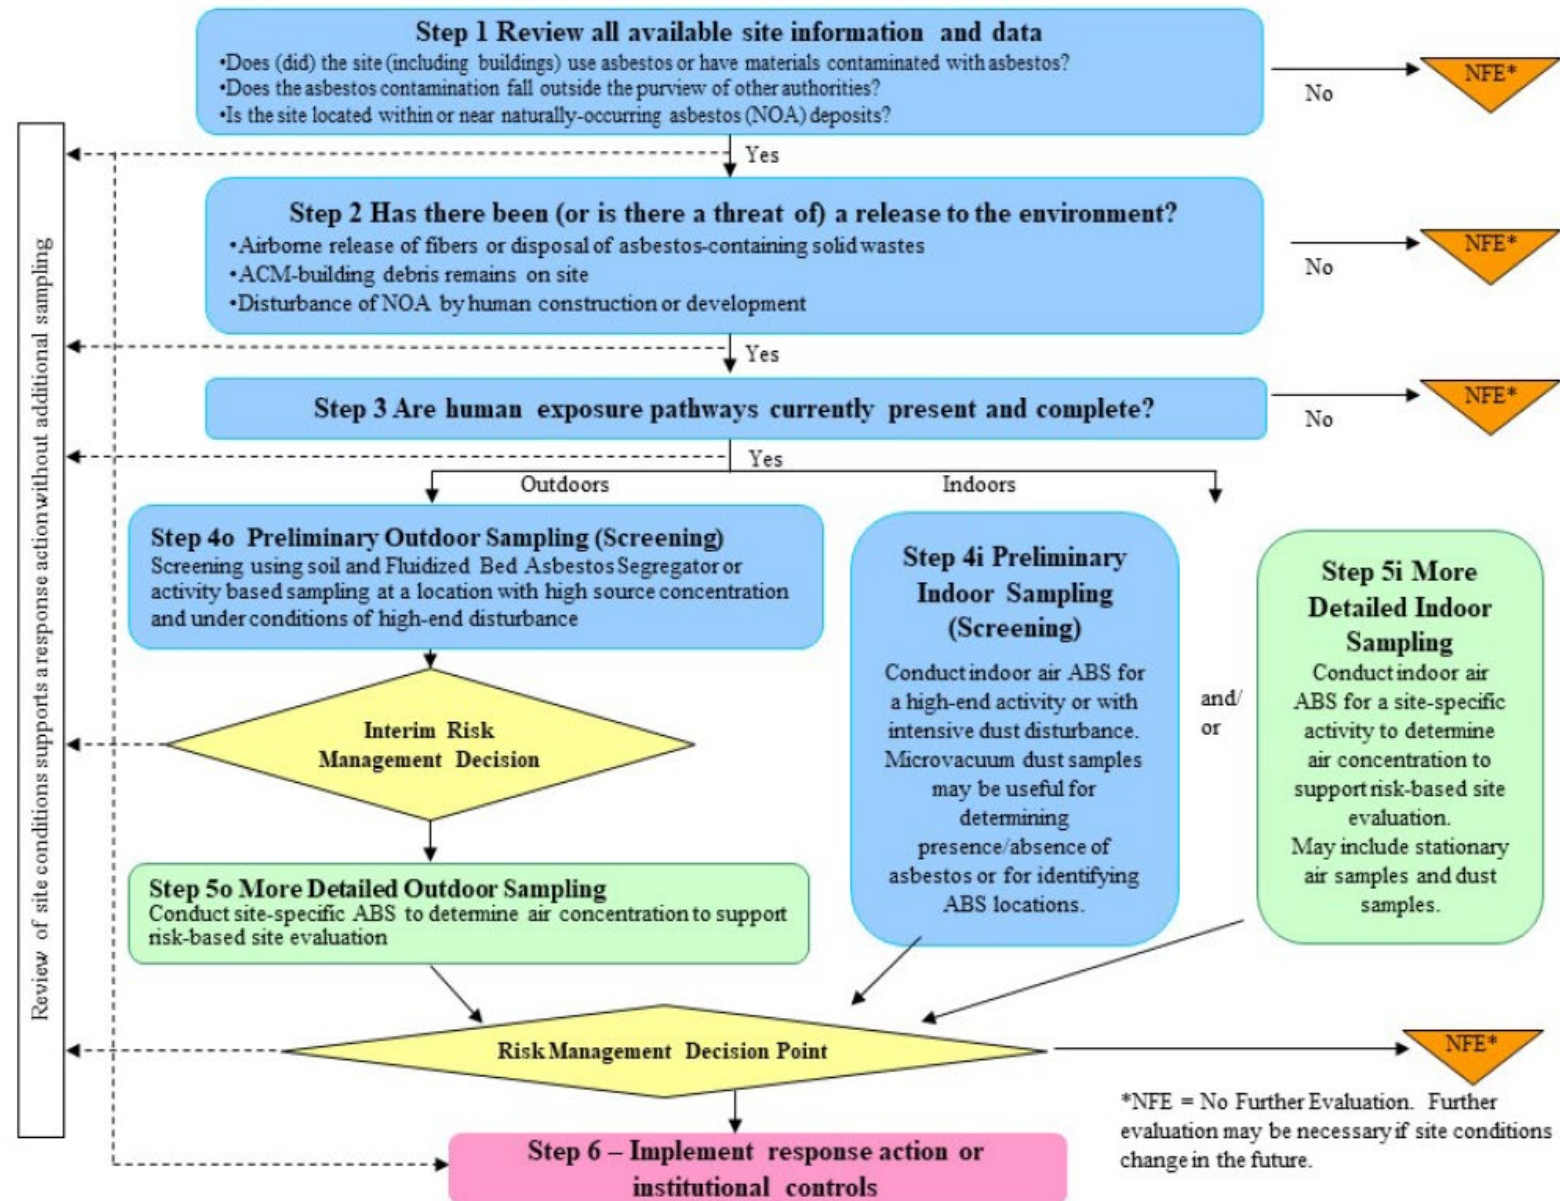 Step 1 Review all available site information and data
•Does (did) the site (including buildings) use asbestos or have materials contaminated with asbestos?
•Does the asbestos contamination fall outside the purview of other authorities?
•Is the site located within or near naturally-occurring asbestos (NOA) deposits?
No
NFE*
Yes
Step 2 Has there been (or is there a threat of) a release to the environment?
•Airborne release of fibers or disposal of asbestos-containing solid wastes
•ACM-building debris remains on site
•Disturbance of NOA by human construction or development
No
NFE*
Yes
Step 3 Are human exposure pathways currently present and complete?
No
NFE*
Yes
Outdoors
Indoors
Review of site conditions supports a response action without additional sampling
Step 4o Preliminary Outdoor Sampling (Screening)
Screening using soil and Fluidized Bed Asbestos Segregator or
activity based sampling at a location with high source concentration
and under conditions of high-end disturbance
Interim Risk
Management Decision
Step 5o More Detailed Outdoor Sampling
Conduct site-specific ABS to determine air concentration to support
risk-based site evaluation
Step 4i Preliminary
Indoor Sampling
(Screening)
Conduct indoor air ABS for
a high-end activity or with
intensive dust disturbance.
Microvacuum dust samples
may be useful for
determining
presence/absence of
asbestos or for identifying
ABS locations.
and/
or
Step 5i More
Detailed Indoor
Sampling
Conduct indoor air
ABS for a site-specific
activity to determine
air concentration to
support risk-based site
evaluation.
May include stationary
air samples and dust
samples.
Risk Management Decision Point
NFE*
*NFE = No Further Evaluation. Further
evaluation may be necessary if site conditions
change in the future.
Step 6 – Implement response action or
institutional controls